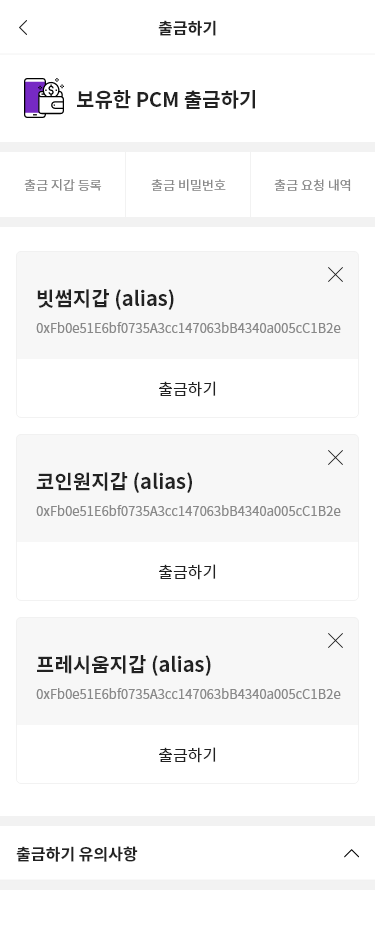 출금하기
보유한 PCM 출금하기
출금 지갑 등록
출금 비밀번호
출금 요청 내역
빗썸지갑 (alias)
0xFb0e51E6bf0735A3cc147063bB4340a005cC1B2e
출금하기
코인원지갑 (alias)
0xFb0e51E6bf0735A3cc147063bB4340a005cC1B2e
출금하기
프레시움지갑 (alias)
0xFb0e51E6bf0735A3cc147063bB4340a005cC1B2e
출금하기
출금하기 유의사항